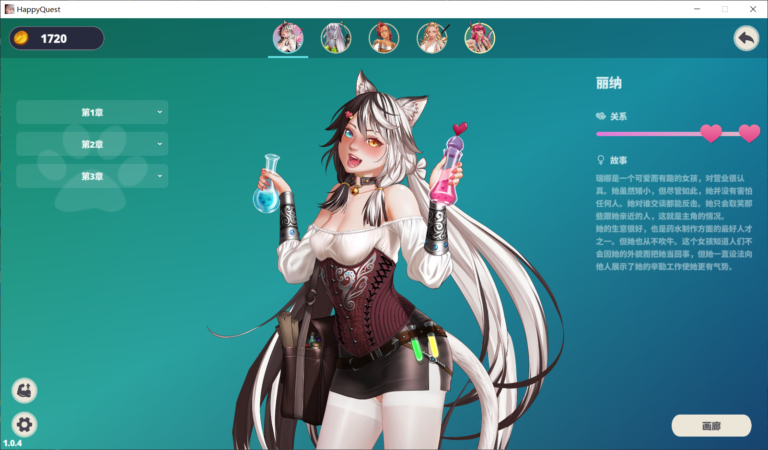 HappyQuest
1720
丽纳
关系
第1章
第2章
第3章
故事
瑞娜是一个可爱而有趣的女孩，对营业很认
真。她虽然矮小，但尽管如此，她并没有害怕
任何人。她对谁交谈都能反击。她只会取笑那
些跟她亲近的人，这就是主角的情况。
她的生意很好，也是药水制作方面的最好人才
之一。但她也从不吹牛。这个女孩知道人们不
会因她的外貌而把她当回事，但她一直设法向
他人展示了她的辛勤工作使她更有气势。
画廊
1.0.4